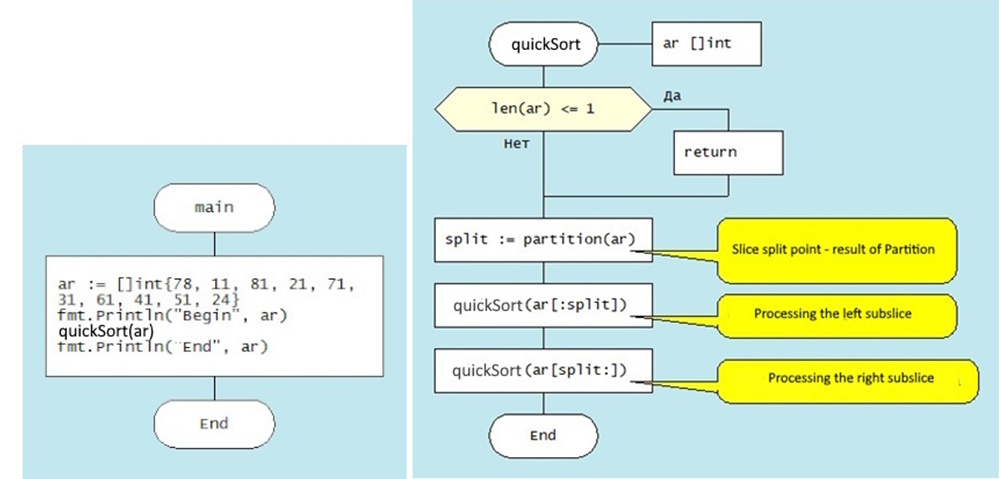 main
ar := []int{78, 11, 81, 21, 71,
31, 61, 41, 51, 24}
fmt.Println("Begin", ar)
quickSort(ar)
fmt.Println("End", ar)
End
quickSort
ar []int
len(ar) <= 1
Да
Нет
return
split := partition(ar)
Slice split point - result of Partition
quickSort(ar[:split])
Processing the left subslice
quickSort(ar[split:])
Processing the right subslice
End